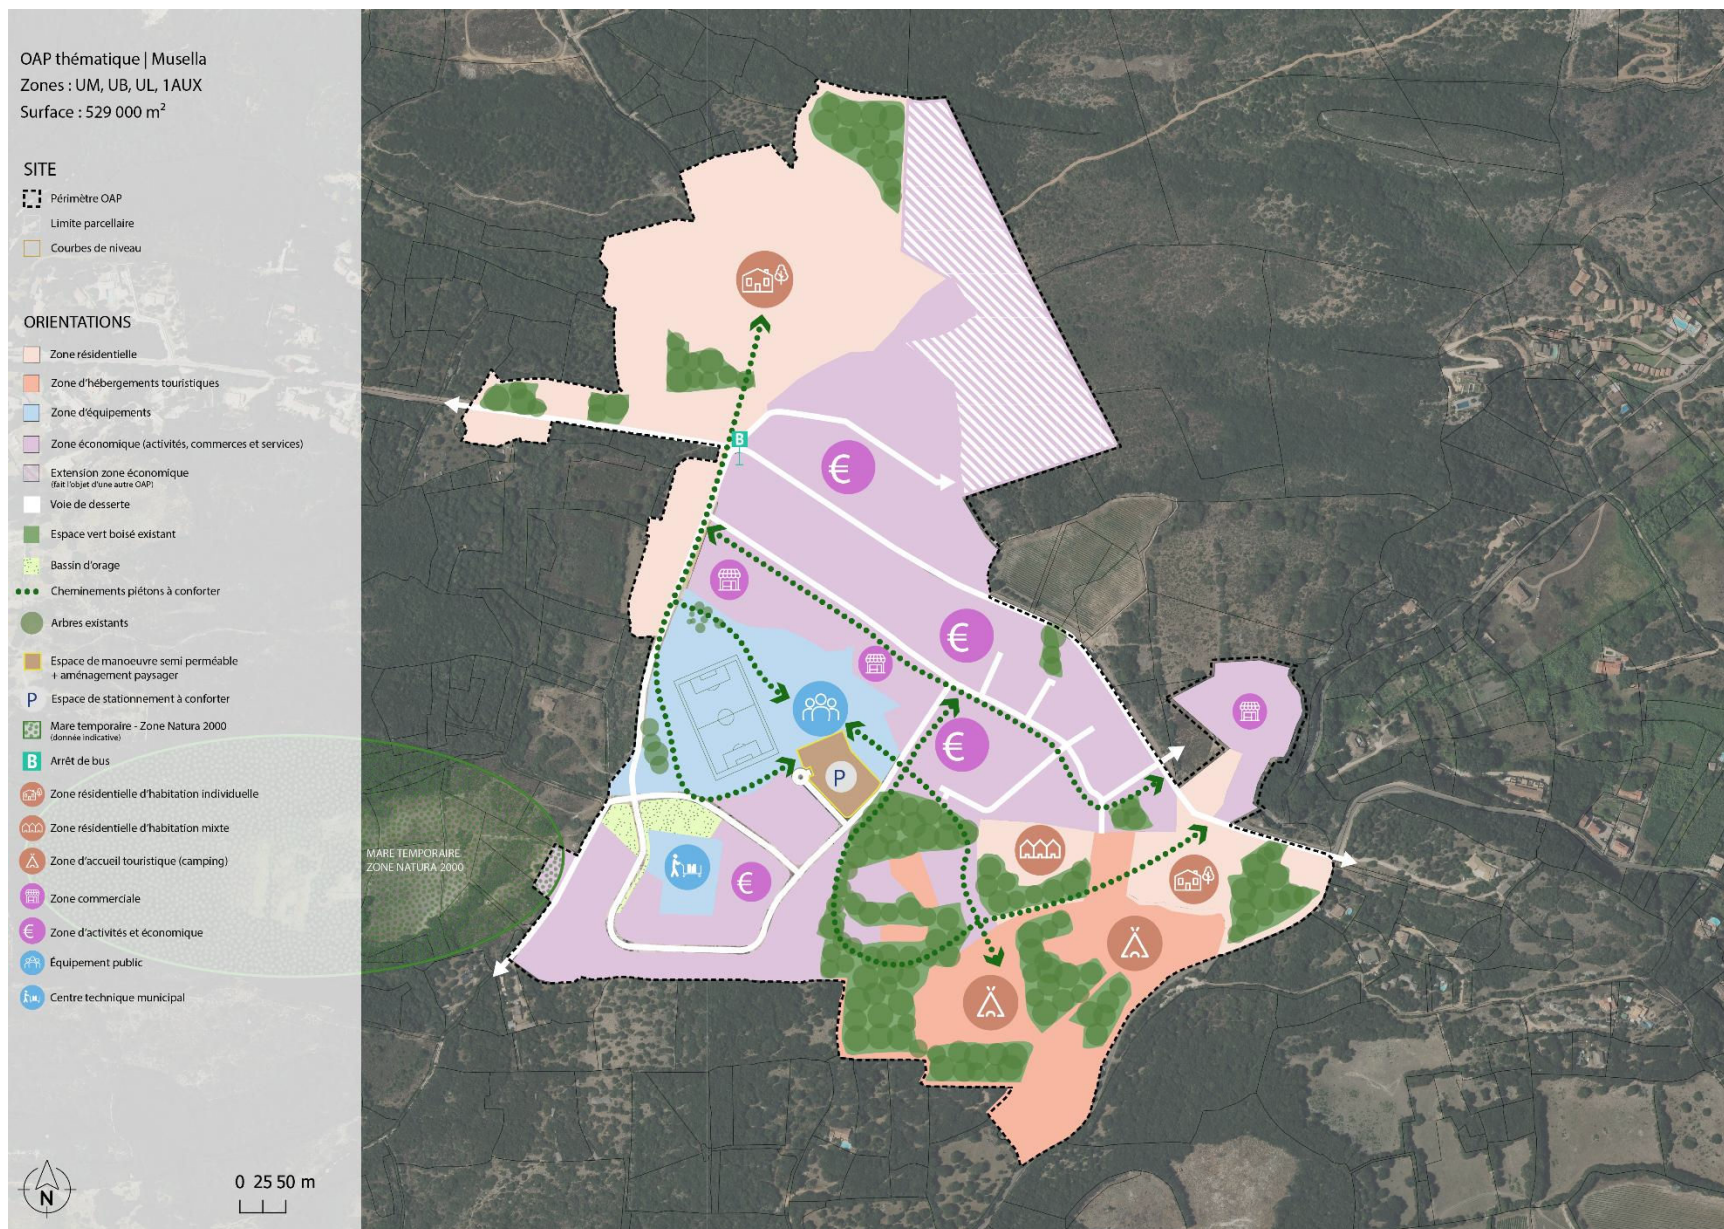 OAP thématique | Musella
Zones : UM, UB, UL, 1AUX
Surface : 529 000 m²
SITE
Périmètre OAP
Limite parcellaire
Courbes de niveau
ORIENTATIONS
Zone résidentielle
Zone d'hébergements touristiques
Zone d'équipements
Zone économique (activités, commerces et services)
Extension zone économique
(fait l'objet d'une autre OAP)
Voie de desserte
Espace vert boisé existant
Bassin d'orage
Cheminements piétons à conforter
Arbres existants
Espace de manoeuvre semi perméable
+ aménagement paysager
P Espace de stationnement à conforter
Mare temporaire - Zone Natura 2000
(donnée indicative)
B Arrêt de bus
Zone résidentielle d'habitation individuelle
Zone résidentielle d'habitation mixte
Zone d'accueil touristique (camping)
Zone commerciale
€ Zone d'activités et économique
Équipement public
Centre technique municipal
N
0 25 50 m
B
€
€
€
P
€
MARE TEMPORAIRE
ZONE NATURA 2000